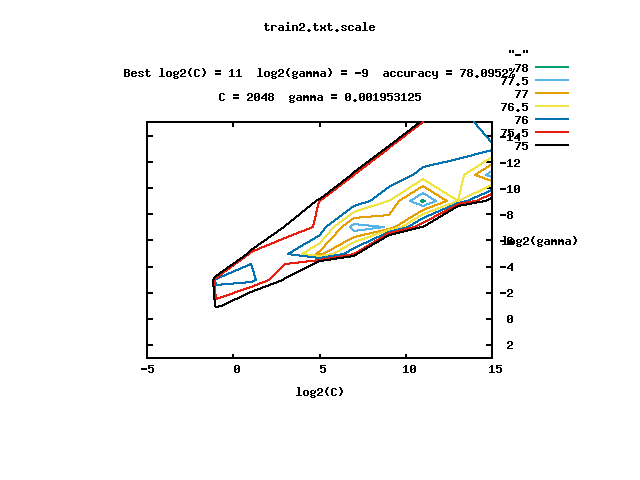 train2.txt.scale
"-"
Best log2(C) = 11 log2(gamma) = -9 accuracy = 78.0952%
78
77.5
77
76.5
76
75.5
75
C = 2048 gamma = 0.001953125
-14
-12
-10
-8
-6
log2(gamma)
-4
-2
0
2
-5 0 5 10 15
log2(C)